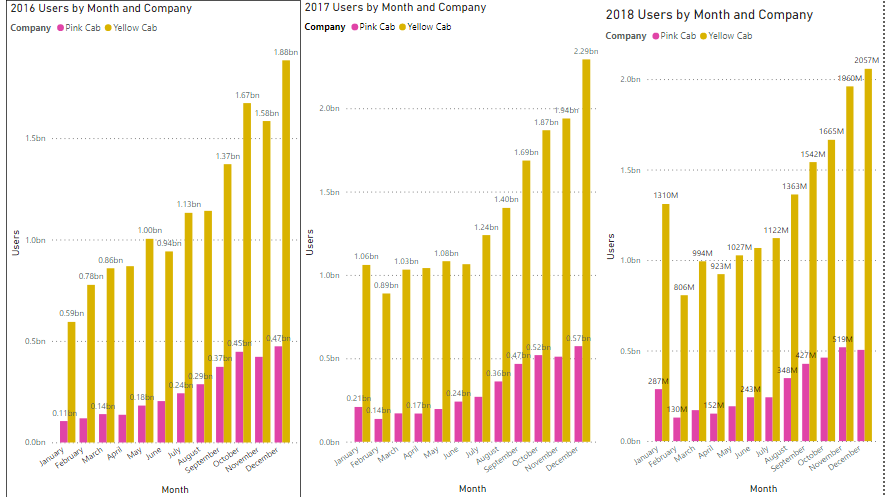 2016 Users by Month and Company
Company Pink Cab Yellow Cab
1.88bn
1.67bn
1.58bn
1.5bn
1.37bn
1.13bn
1.00bn
0.94bn
1.0bn
0.86bn
0.78bn
0.59bn
0.5bn
0.47bn
0.45bn
0.37bn
0.29bn
0.24bn
0.18bn
0.14bn
0.11bn
0.0bn
Users
January
February
March
April
May
June
July
August
September
October
November
December
Month
2017 Users by Month and Company
Company Pink Cab Yellow Cab
2.29bn
2.0bn
1.94bn
1.87bn
1.69bn
1.5bn
1.40bn
1.24bn
1.08bn
1.06bn
1.03bn
1.0bn
0.89bn
0.57bn
0.52bn
0.5bn
0.47bn
0.36bn
0.24bn
0.21bn
0.17bn
0.14bn
0.0bn
Users
January
February
March
April
May
June
July
August
September
October
November
December
Month
2018 Users by Month and Company
Company Pink Cab Yellow Cab
2057M
2.0bn
1960M
1665M
1542M
1.5bn
1363M
1310M
1122M
1027M
994M
1.0bn
923M
806M
519M
0.5bn
427M
348M
287M
243M
152M
130M
0.0bn
Users
January
February
March
April
May
June
July
August
September
October
November
December
Month